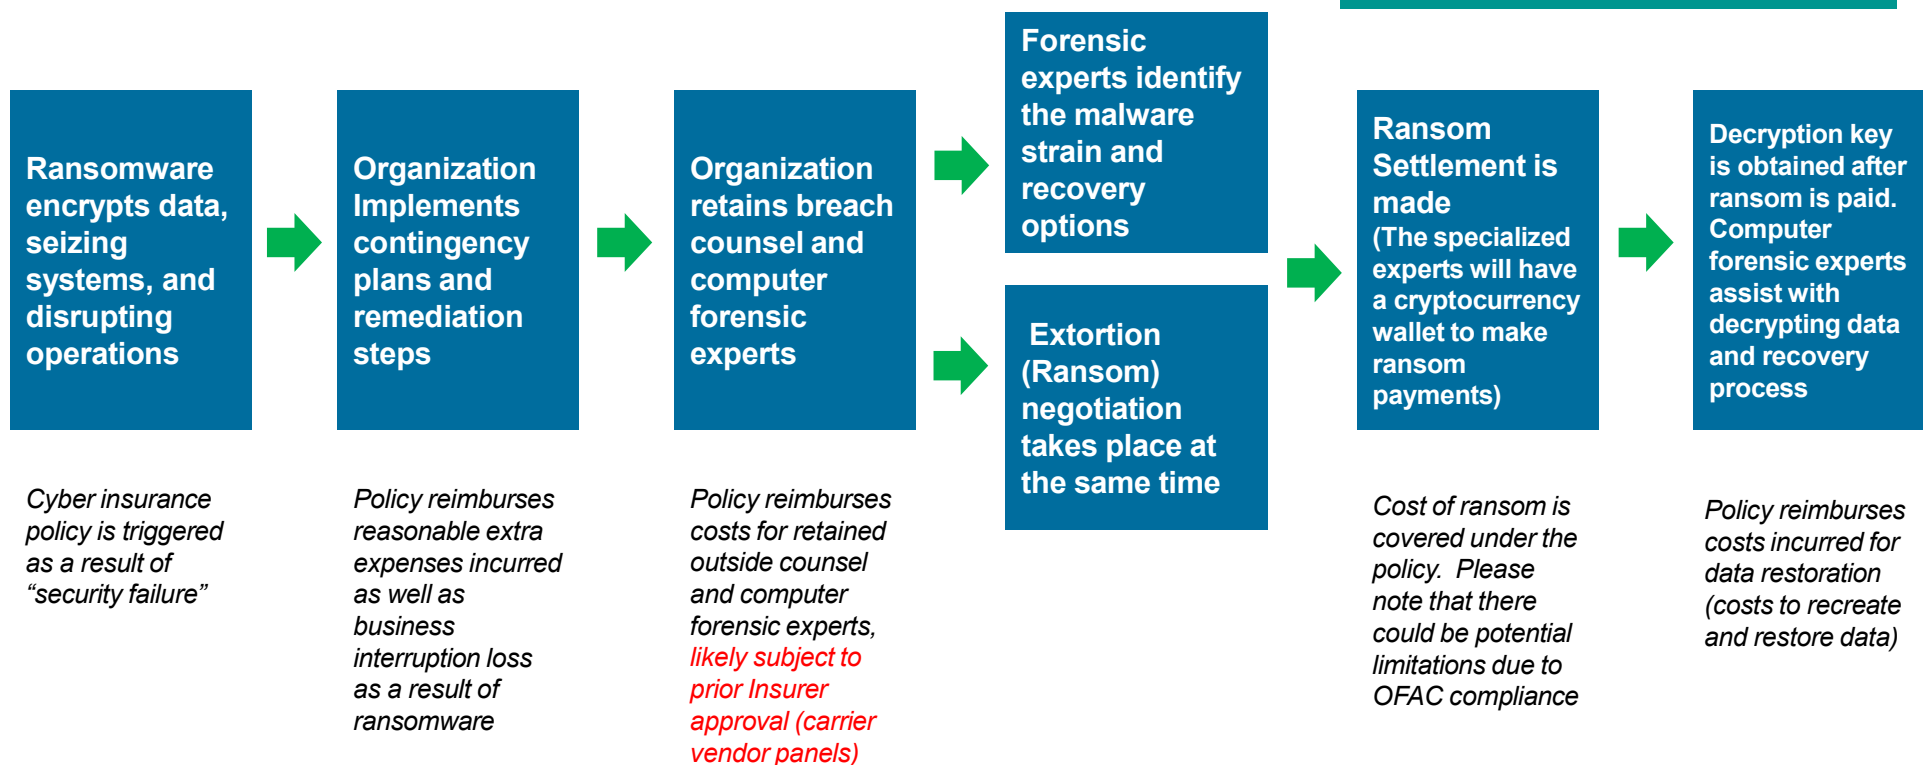 Ransomware
encrypts data,
seizing
systems, and
disrupting
operations
Organization
Implements
contingency
plans and
remediation
steps
Organization
retains breach
counsel and
computer
forensic
experts
Forensic
experts identify
the malware
strain and
recovery
options
Extortion
(Ransom)
negotiation
takes place at
the same time
Ransom
Settlement is
made
(The specialized
experts will have
a cryptocurrency
wallet to make
ransom
payments)
Decryption key
is obtained after
ransom is paid.
Computer
forensic experts
assist with
decrypting data
and recovery
process
Cyber insurance
policy is triggered
as a result of
“security failure”
Policy reimburses
reasonable extra
expenses incurred
as well as
business
interruption loss
as a result of
ransomware
Policy reimburses
costs for retained
outside counsel
and computer
forensic experts,
likely subject to
prior Insurer
approval (carrier
vendor panels)
Cost of ransom is
covered under the
policy.  Please
note that there
could be potential
limitations due to
OFAC compliance
Policy reimburses
costs incurred for
data restoration
(costs to recreate
and restore data)